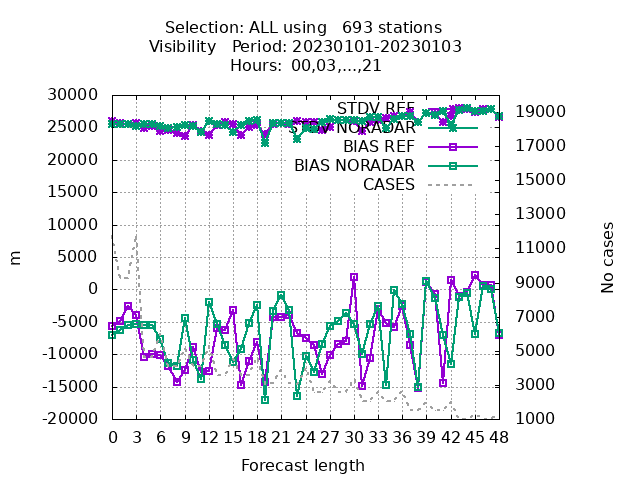 Selection: ALL using   693 stations
Visibility   Period: 20230101-20230103
Hours:  00,03,...,21
30000
25000
20000
15000
10000
5000
0
-5000
-10000
-15000
-20000
m
STDV REF
STDV NORADAR
BIAS REF
BIAS NORADAR
CASES
19000
17000
15000
13000
11000
9000
7000
5000
3000
1000
No cases
0 3 6 9 12 15 18 21 24 27 30 33 36 39 42 45 48
Forecast length